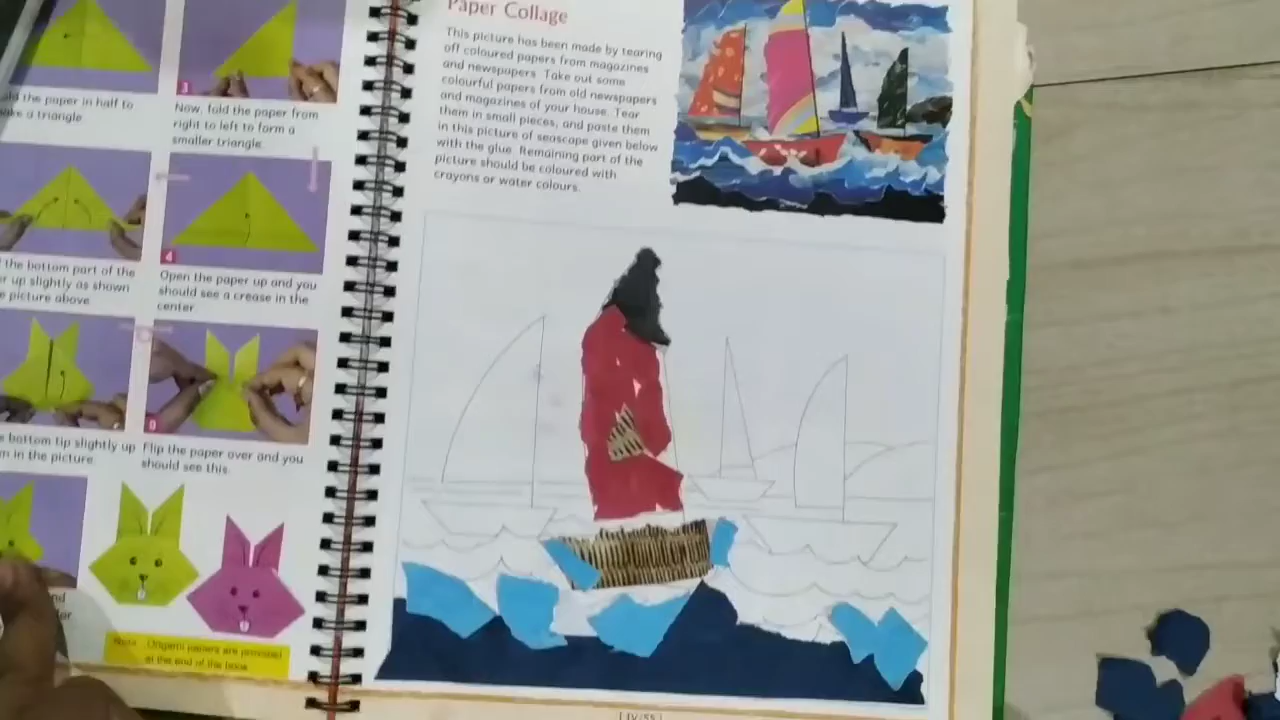 the paper in half to
a triangle.
3
Now, fold the paper from
right to left to form a
smaller triangle.
the bottom part of the
up slightly as shown
picture above.
4
Open the paper up and you
should see a crease in the
center
bottom tip slightly up
in the picture.
Flip the paper over and you
should see this.
and
Note : Origami papers are provided
at the end of the book
Paper Collage
This picture has been made by tearing
off coloured papers from magazines
and newspapers. Take out some
colourful papers from old newspapers
and magazines of your house. Tear
them in small pieces, and paste them
in this picture of seascape given below
with the glue. Remaining part of the
picture should be coloured with
crayons or water colours.